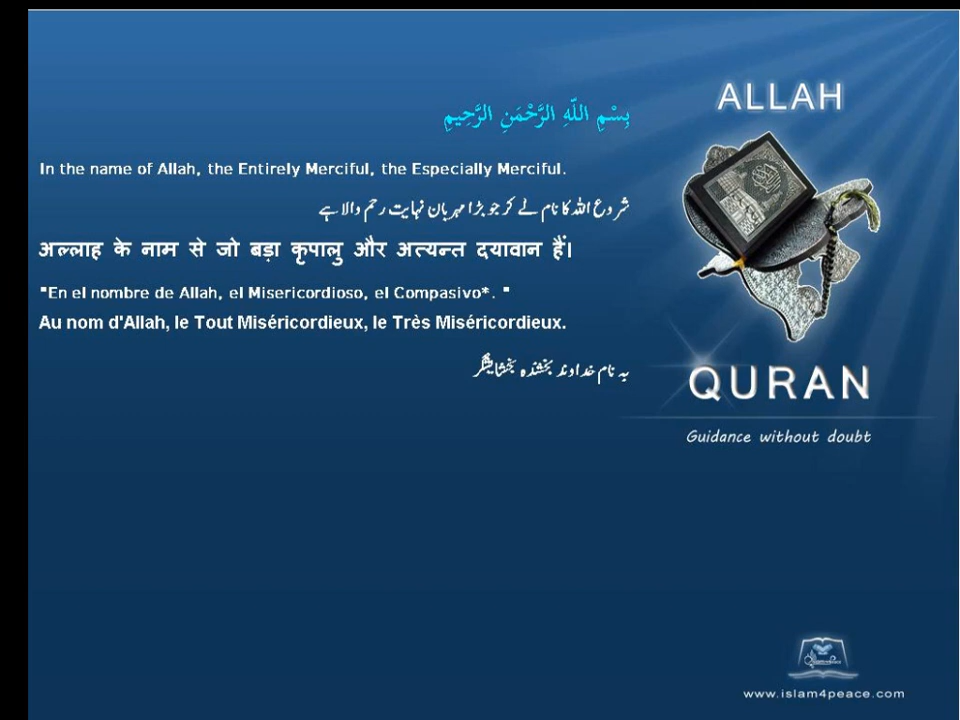 بِسْمِ اللّهِ الرَّحْمَنِ الرَّحِيمِ
In the name of Allah, the Entirely Merciful, the Especially Merciful.
شروع الله کا نام لے کر جو بڑا مہربان نہایت رحم والا ہے
अल्लाह के नाम से जो बड़ा कृपालु और अत्यन्त दयावान हैं।
"En el nombre de Allah, el Misericordioso, el Compasivo*. "
Au nom d'Allah, le Tout Miséricordieux, le Très Miséricordieux.
به نام خداوند بخشنده بخشایشگر
ALLAH
QURAN
Guidance without doubt
www.islam4peace.com